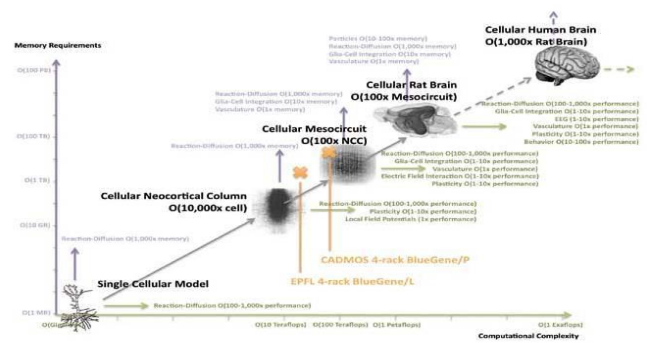 Cellular Human Brain
O(1,000x Rat Brain)
Memory Requirements
Particles O(10-100x memory)
Reaction-Diffusion O(1,000x memory)
Glia-Cell Integration O(10x memory)
Vasculature O(1x memory)
O(100 PB)
Cellular Rat Brain
O(100x Mesocircuit)
Reaction-Diffusion O(1,000x memory)
Glia-Cell Integration O(10x memory)
Vasculature O(1x memory)
Reaction-Diffusion O(100-1,000x performance)
Glia-Cell Integration O(1-10x performance)
EEG (1-10x performance)
Vasculature O(1x performance)
Plasticity O(1-10x performance)
Behavior O(10-100x performance)
O(100 TB)
Cellular Mesocircuit
O(100x NCC)
Reaction-Diffusion O(1,000x memory)
Reaction-Diffusion O(100-1,000x performance)
Glia-Cell Integration O(1-10x performance)
Vasculature O(1x performance)
Electric Field Interaction O(1-10x performance)
Plasticity O(1-10x performance)
O(1 TB)
Cellular Neocortical Column
O(10,000x cell)
Reaction-Diffusion O(100-1,000x performance)
Plasticity O(1-10x performance)
Local Field Potentials (1x performance)
O(10 GB)
Reaction-Diffusion O(1,000x memory)
CADMOS 4-rack BlueGene/P
EPFL 4-rack BlueGene/L
Single Cellular Model
Reaction-Diffusion O(100-1,000x performance)
O(1 MB)
O(10 Teraflops)
O(100 Teraflops)
O(1 Petaflops)
O(1 Exaflops)
Computational Complexity